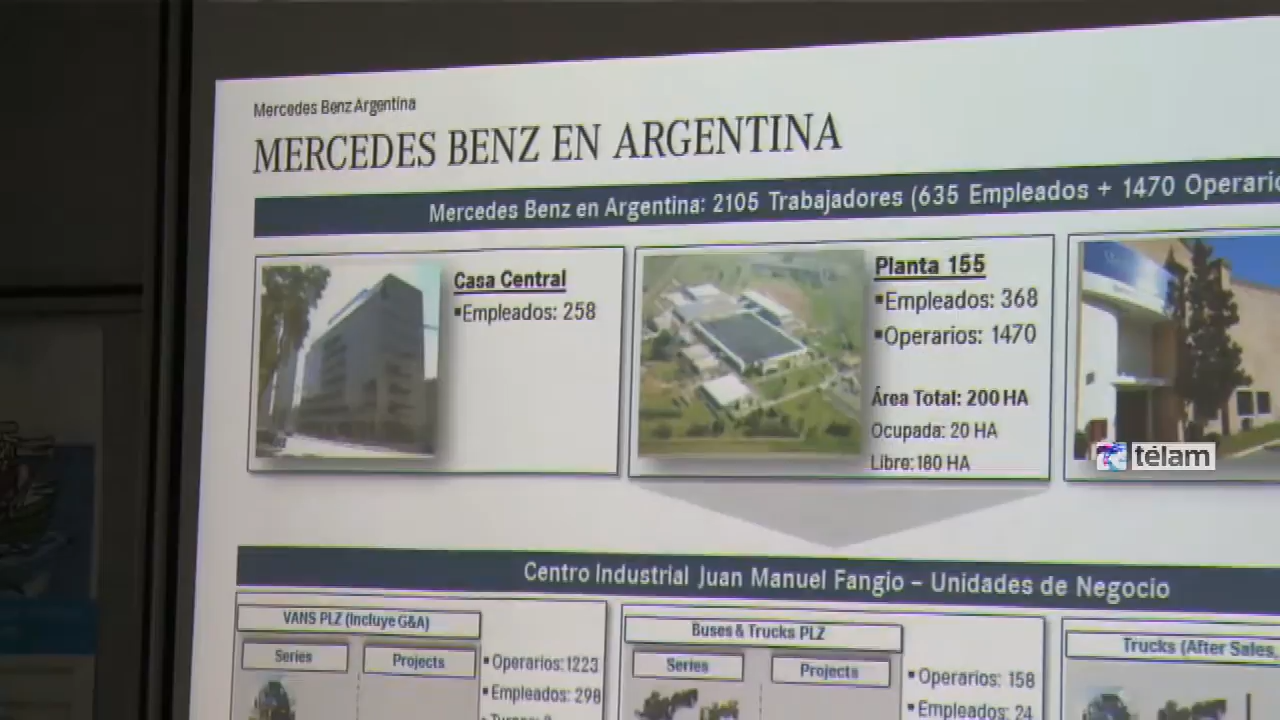 Mercedes Benz Argentina
MERCEDES BENZ EN ARGENTINA
Mercedes Benz en Argentina: 2105 Trabajadores (635 Empleados + 1470
Casa Central
▪Empleados: 258
Planta 155
▪Empleados: 368
▪Operarios: 1470
Área Total: 200 HA
Ocupada: 20 HA
Libre: 180 HA
télam
Centro Industrial Juan Manuel Fangio – Unidades de Negocio
VANS PLZ (Incluye G&A)
Series
Projects
▪Operarios: 1223
▪Empleados: 298
Buses & Trucks PLZ
Series
Projects
▪Operarios: 158
▪Empleados: 24
Trucks (After Sales,